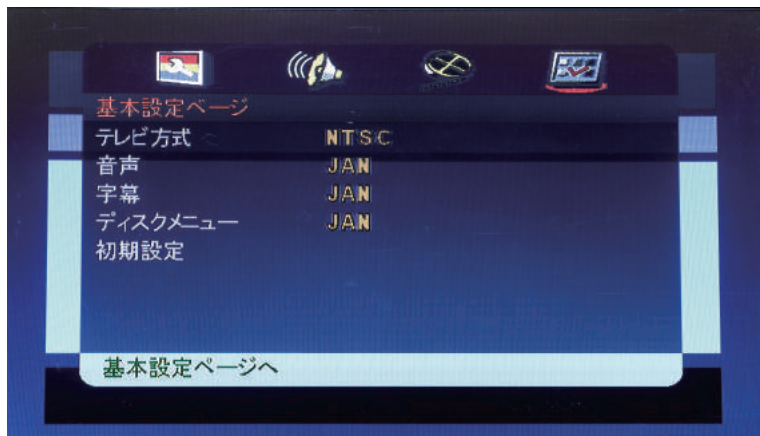 基本設定ページ
テレビ方式 NTSC
音声 JAN
字幕 JAN
ディスクメニュー JAN
初期設定
基本設定ページへ